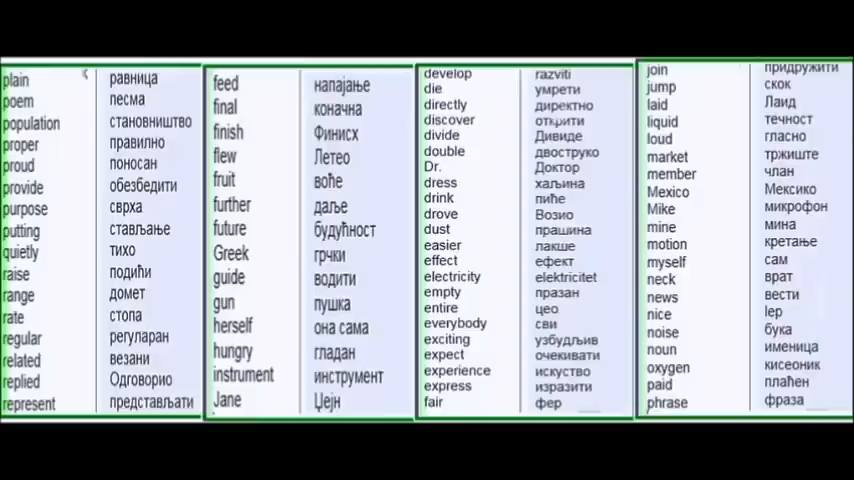 plain равница
poem песма
population становништво
proper правилно
proud поносан
provide обезбедити
purpose сврха
putting стављање
quietly тихо
raise подићи
range домет
rate стопа
regular регуларан
related везани
replied Одговорио
represent представљати
feed напајање
final коначна
finish Финисх
flew Летео
fruit воће
further даље
future будућност
Greek грчки
guide водити
gun пушка
herself она сама
hungry гладан
instrument инструмент
Jane Џејн
develop razviti
die умрети
directly директно
discover открити
divide Дивиде
double двоструко
Dr. Доктор
dress хаљина
drink пиће
drove Возио
dust прашина
easier лакше
effect ефект
electricity elektricitet
empty празан
entire цео
everybody сви
exciting узбудљив
expect очекивати
experience искуство
express изразити
fair фер
join придружити
jump скок
laid Лаид
liquid течност
loud гласно
market тржиште
member члан
Mexico Мексико
Mike микрофон
mine мина
motion кретање
myself сам
neck врат
news вести
nice lep
noise бука
noun именица
oxygen кисеоник
paid плаћен
phrase фраза